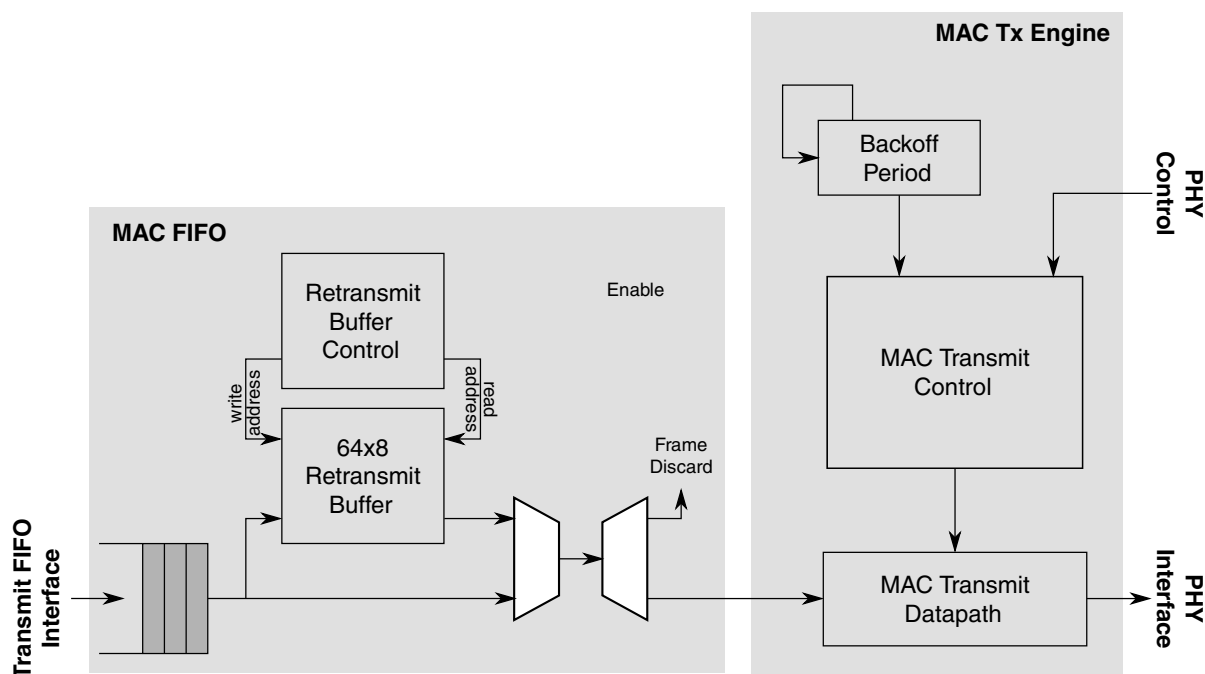 MAC Tx Engine
Backoff
Period
PHY
Control
MAC FIFO
Retransmit
Buffer
Control
Enable
MAC Transmit
Control
write
address
read
address
64x8
Retransmit
Buffer
Frame
Discard
Transmit FIFO
Interface
MAC Transmit
Datapath
PHY
Interface